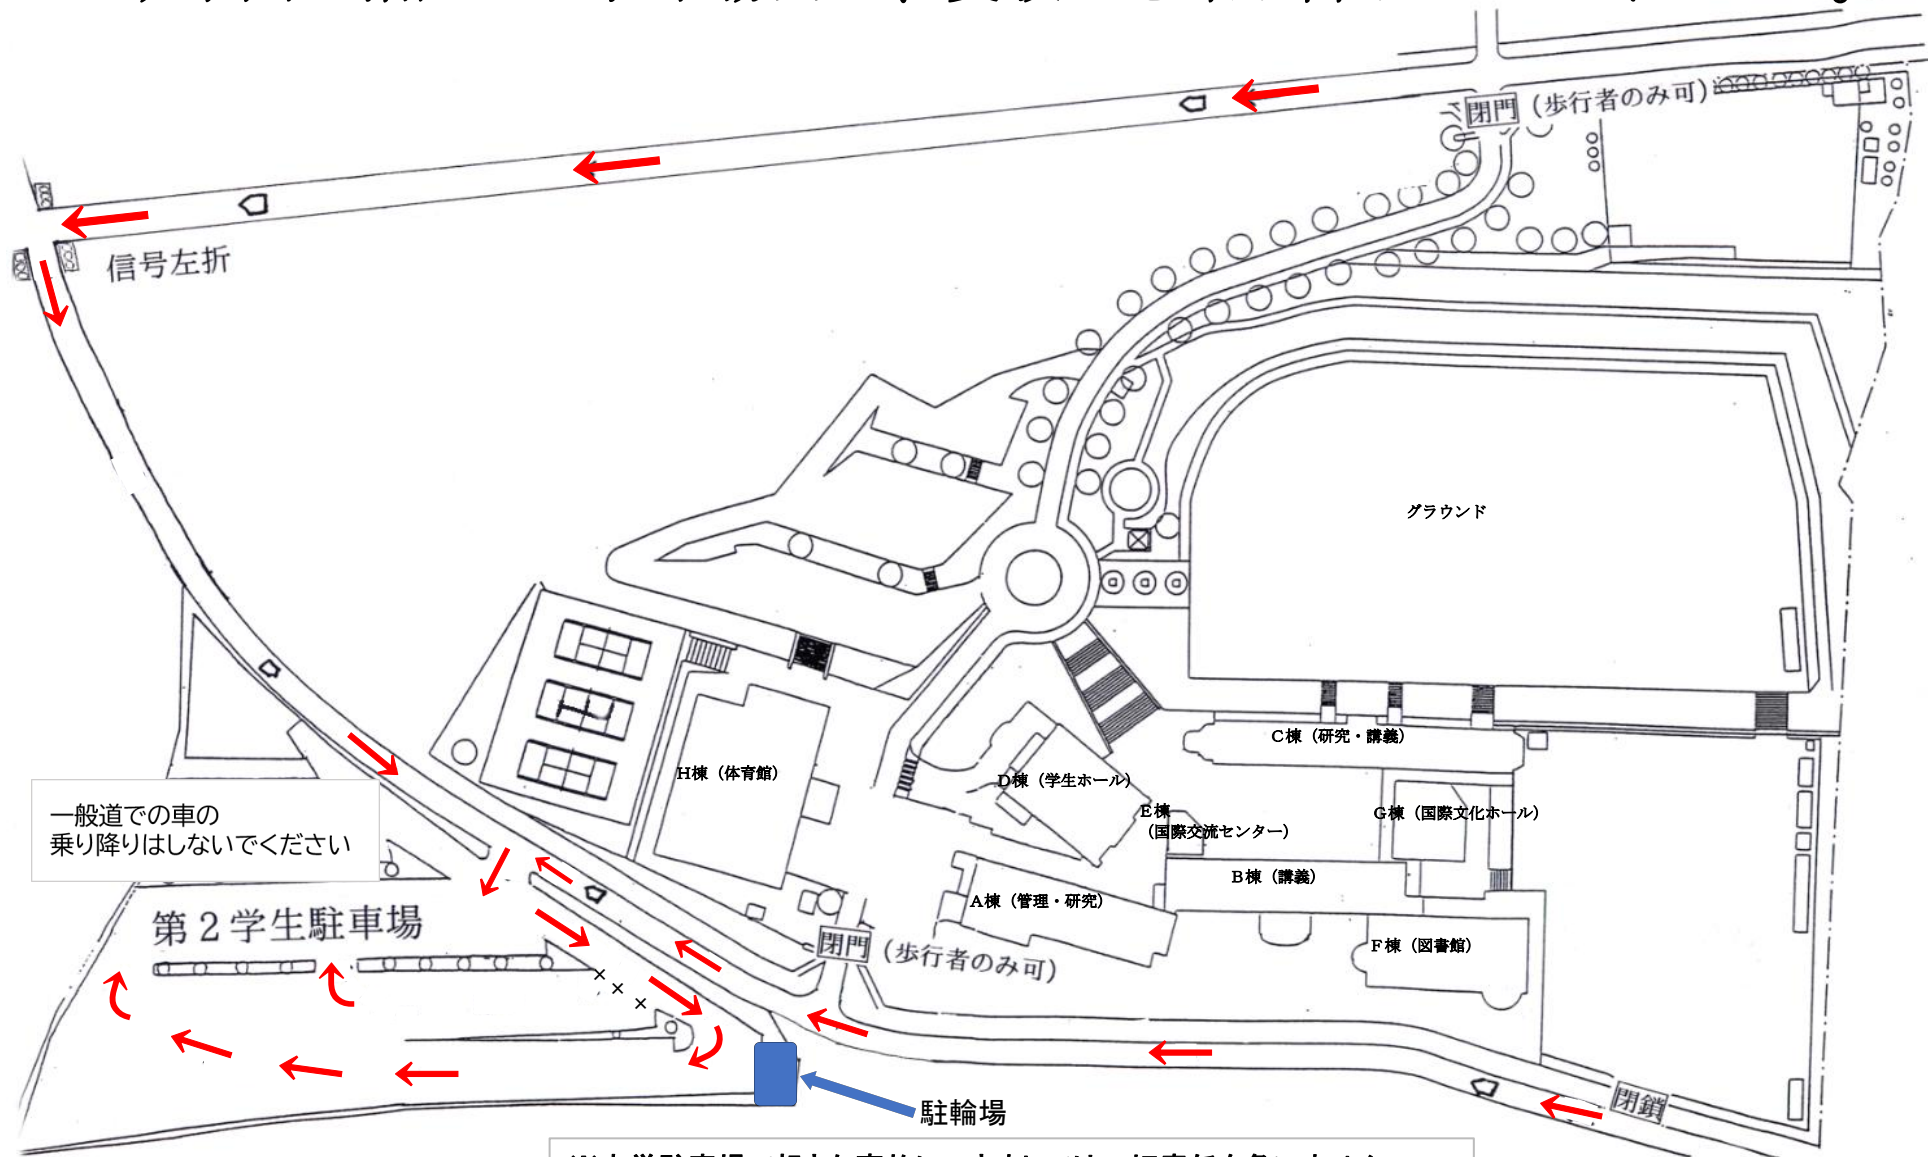 閉門 (歩行者のみ可)
信号左折
グラウンド
C棟（研究・講義）
H棟（体育館）
D棟（学生ホール）
E棟
（国際交流センター）
G棟（国際文化ホール）
一般道での車の
乗り降りはしないでください
B棟（講義）
A棟（管理・研究）
第2学生駐車場
閉門 (歩行者のみ可)
F棟（図書館）
閉鎖
駐輪場